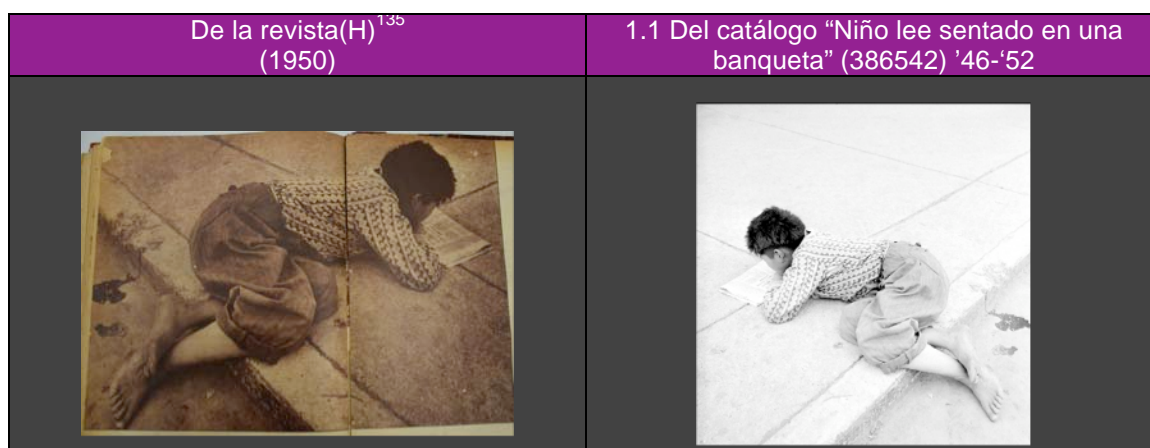 De la revista(H)135
(1950)
1.1 Del catálogo “Niño lee sentado en una
banqueta” (386542) ’46-‘52